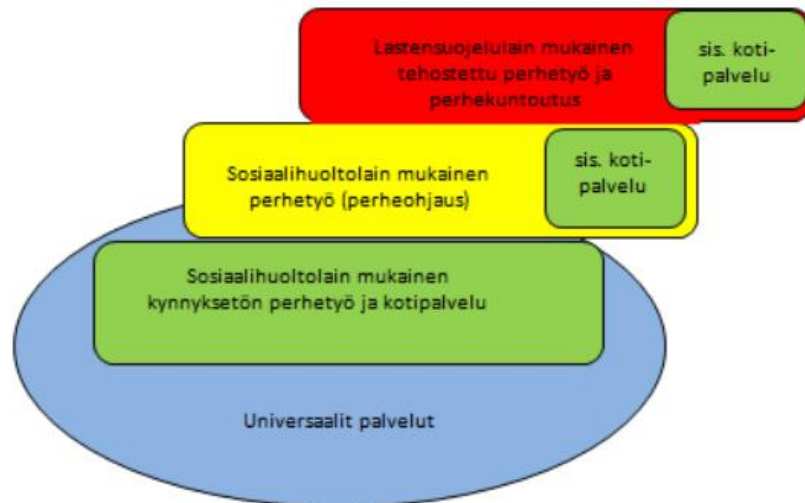 Lastensuojelulain mukainen
tehostettu perhetyö ja
perhekuntoutus
sis. koti-
palvelu
Sosiaalihuoltolain mukainen
perhetyö (perheohjaus)
sis. koti-
palvelu
Sosiaalihuoltolain mukainen
kynnyksetön perhetyö ja kotipalvelu
Universaalit palvelut